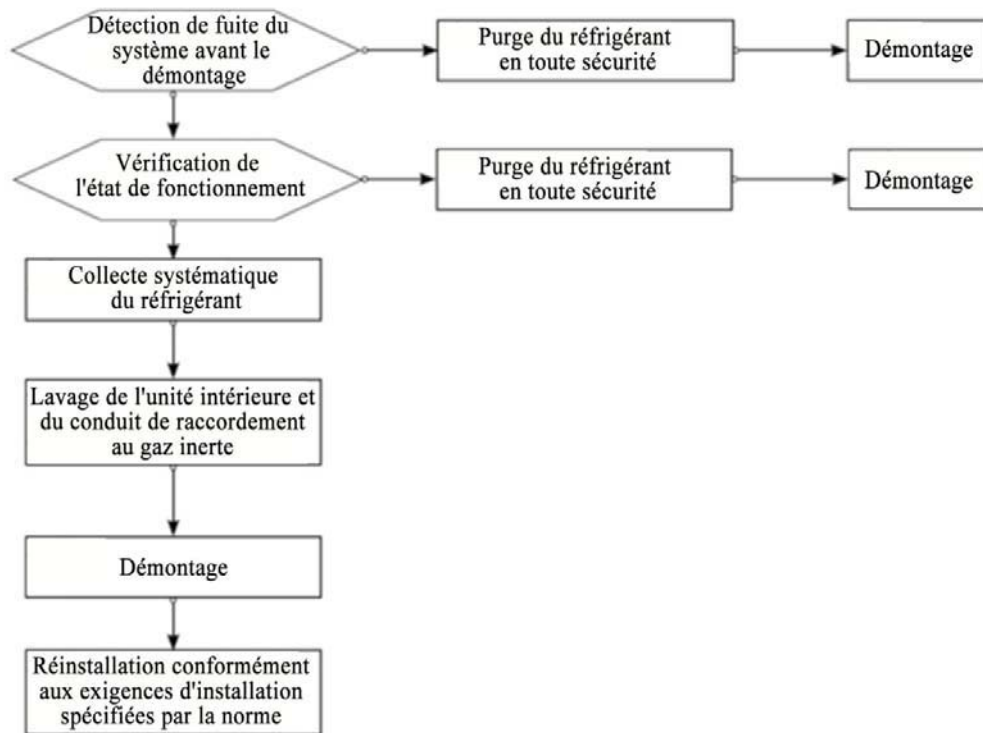 Détection de fuite du
système avant le
démontage
Purge du réfrigérant
en toute sécurité
Démontage
Vérification de
l'état de fonctionnement
Purge du réfrigérant
en toute sécurité
Démontage
Collecte systématique
du réfrigérant
Lavage de l'unité intérieure et
du conduit de raccordement
au gaz inerte
Démontage
Réinstallation conformément
aux exigences d'installation
spécifiées par la norme